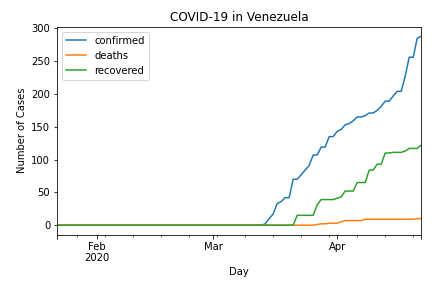 COVID-19 in Venezuela
300
250
200
150
100
50
0
Number of Cases
confirmed
deaths
recovered
Feb
2020
Mar
Apr
Day